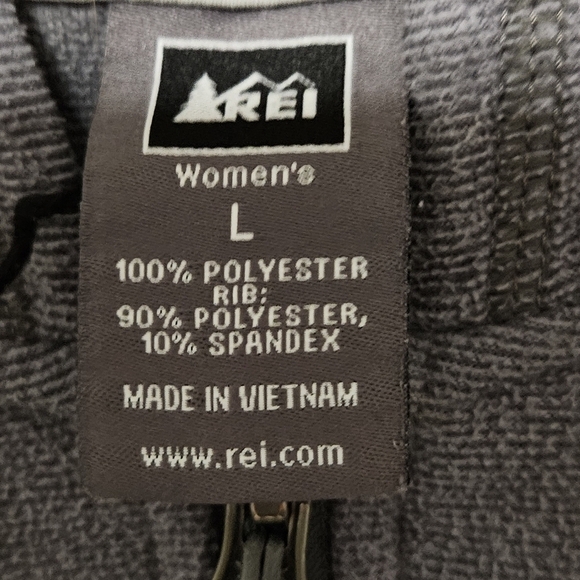 REI
Women's
L
100% POLYESTER
RIB:
90% POLYESTER,
10% SPANDEX
MADE IN VIETNAM
www.rei.com